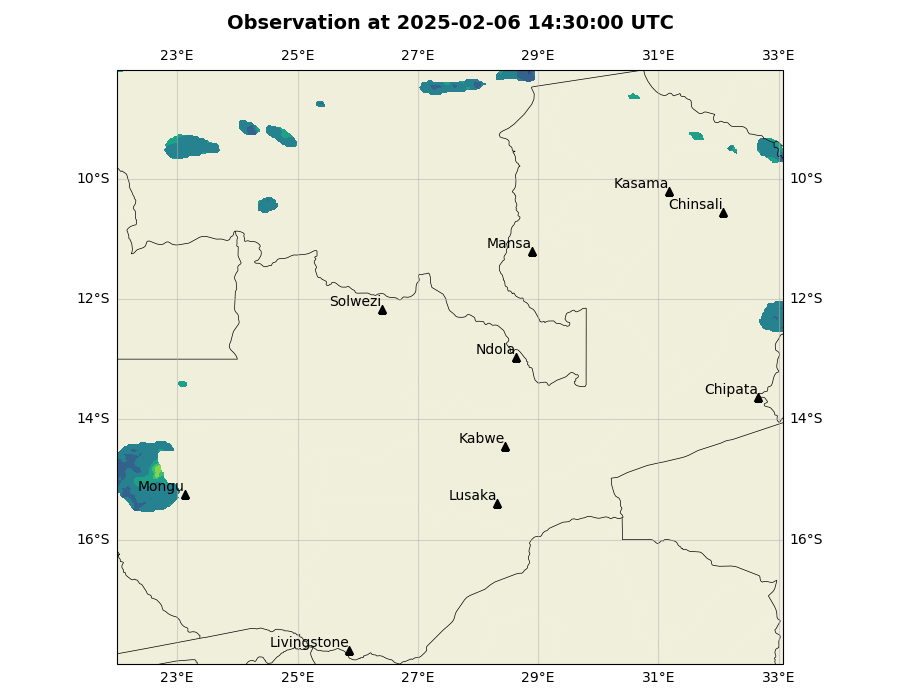 Observation at 2025-02-06 14:30:00 UTC
23°E 25°E 27°E 29°E 31°E 33°E
10°S 10°S
Kasama
Chinsali
Mansa
12°S 12°S
Solwezi
Ndola
Chipata
14°S 14°S
Kabwe
Mongu
Lusaka
16°S 16°S
Livingstone
23°E 25°E 27°E 29°E 31°E 33°E